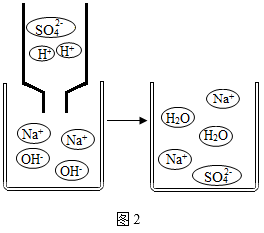 SO₄²⁻
H⁺ H⁺
Na⁺ Na⁺
OH⁻ OH⁻
Na⁺
H₂O
H₂O
Na⁺
SO₄²⁻
图2